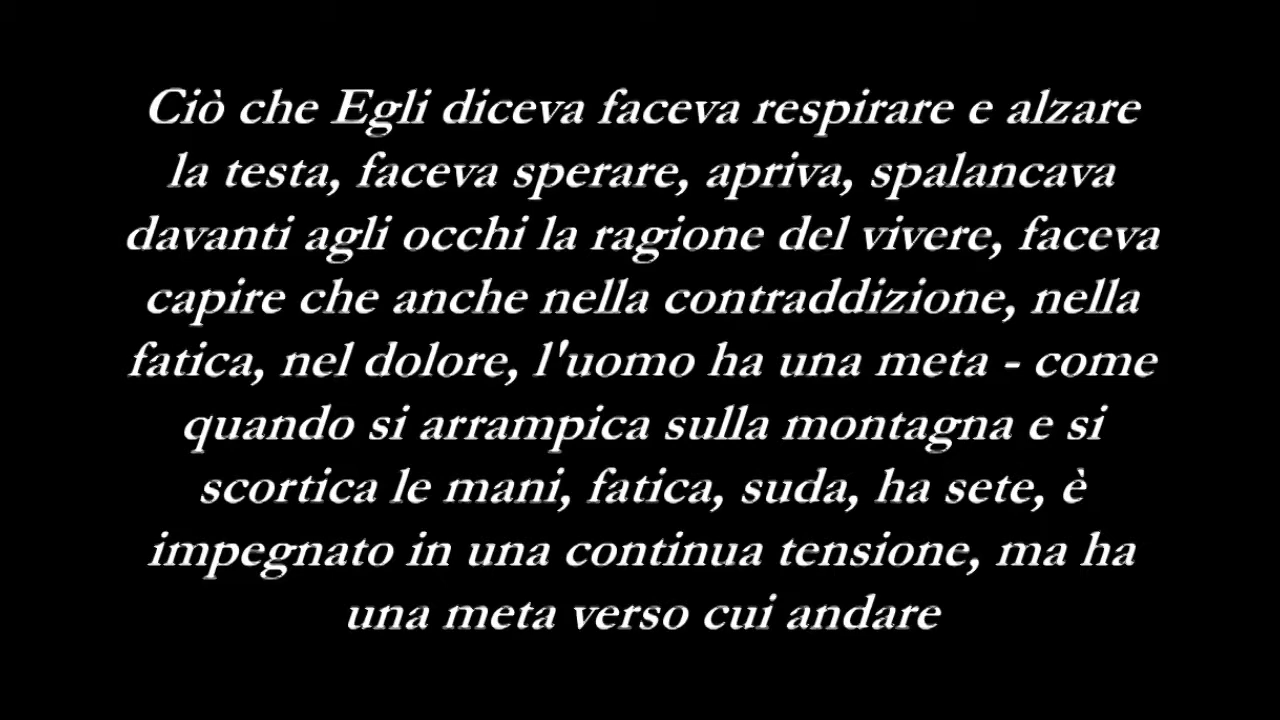 Ciò che Egli diceva faceva respirare e alzare
la testa, faceva sperare, apriva, spalancava
davanti agli occhi la ragione del vivere, faceva
capire che anche nella contraddizione, nella
fatica, nel dolore, l'uomo ha una meta - come
quando si arrampica sulla montagna e si
scortica le mani, fatica, suda, ha sete, è
impegnato in una continua tensione, ma ha
una meta verso cui andare